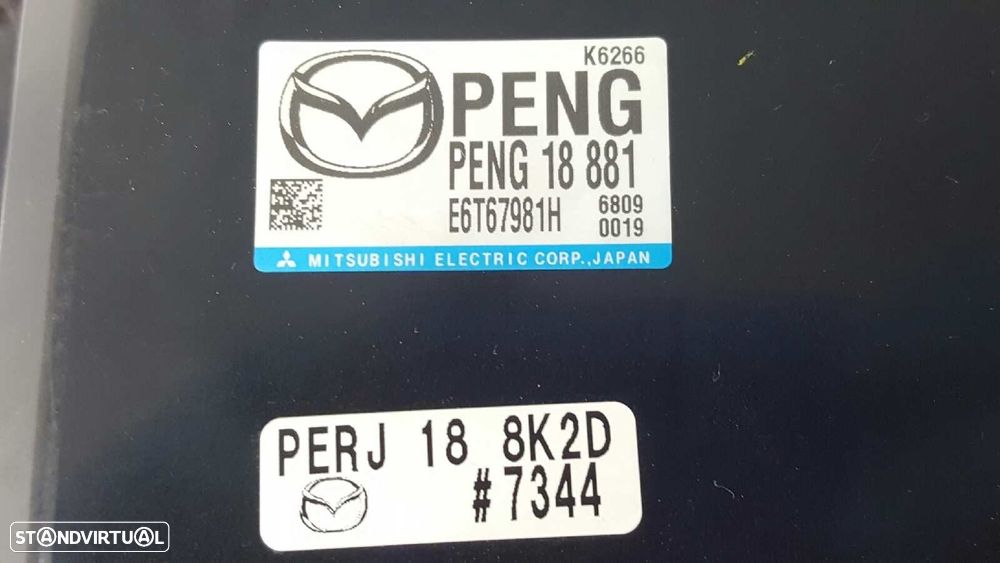 K6266
PENG
PENG 18 881
E6T67981H 6809
0019
MITSUBISHI ELECTRIC CORP.,JAPAN
PERJ 18 8K2D
#7344
STANDVIRTUAL